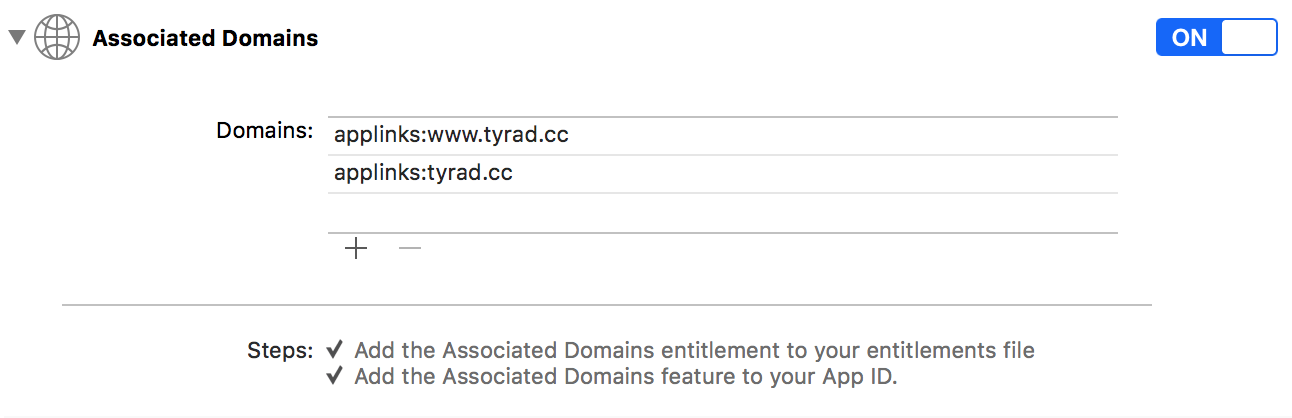 Associated Domains
ON
Domains:
applinks:www.tyrad.cc
applinks:tyrad.cc
Steps: ✔ Add the Associated Domains entitlement to your entitlements file
✔ Add the Associated Domains feature to your App ID.